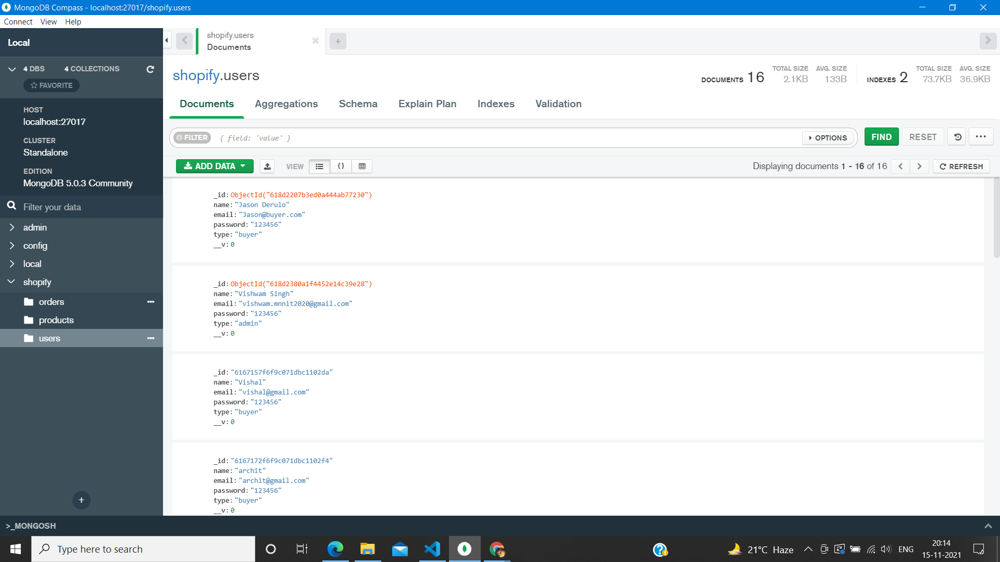 MongoDB Compass - localhost:27017/shopify.users
Connect View Help
Local
4 DBS 4 COLLECTIONS
FAVORITE
HOST
localhost:27017
CLUSTER
Standalone
EDITION
MongoDB 5.0.3 Community
Filter your data
admin
config
local
shopify
orders
products
users
shopify.users
Documents
shopify.users
DOCUMENTS 16 TOTAL SIZE 2.1KB AVG. SIZE 133B INDEXES 2 TOTAL SIZE 73.7KB AVG. SIZE 36.9KB
Documents Aggregations Schema Explain Plan Indexes Validation
FILTER { field: 'value' } OPTIONS FIND RESET
ADD DATA VIEW {} Displaying documents 1 - 16 of 16 REFRESH
_id: ObjectId("618d2207b3ed0a444ab77230")
name: "Jason Derulo"
email: "Jason@buyer.com"
password: "123456"
type: "buyer"
__v: 0
_id: ObjectId("618d2380a1f4452e14c39e28")
name: "Vishwam Singh"
email: "vishwam.mnnit2020@gmail.com"
password: "123456"
type: "admin"
__v: 0
_id: "6167157f6f9c071dbc1102da"
name: "Vishal"
email: "vishal@gmail.com"
password: "123456"
type: "buyer"
__v: 0
_id: "6167172f6f9c071dbc1102f4"
name: "archit"
email: "archit@gmail.com"
password: "123456"
type: "buyer"
__v: 0
>_MONGOSH
Type here to search
21°C Haze
ENG
20:14
15-11-2021